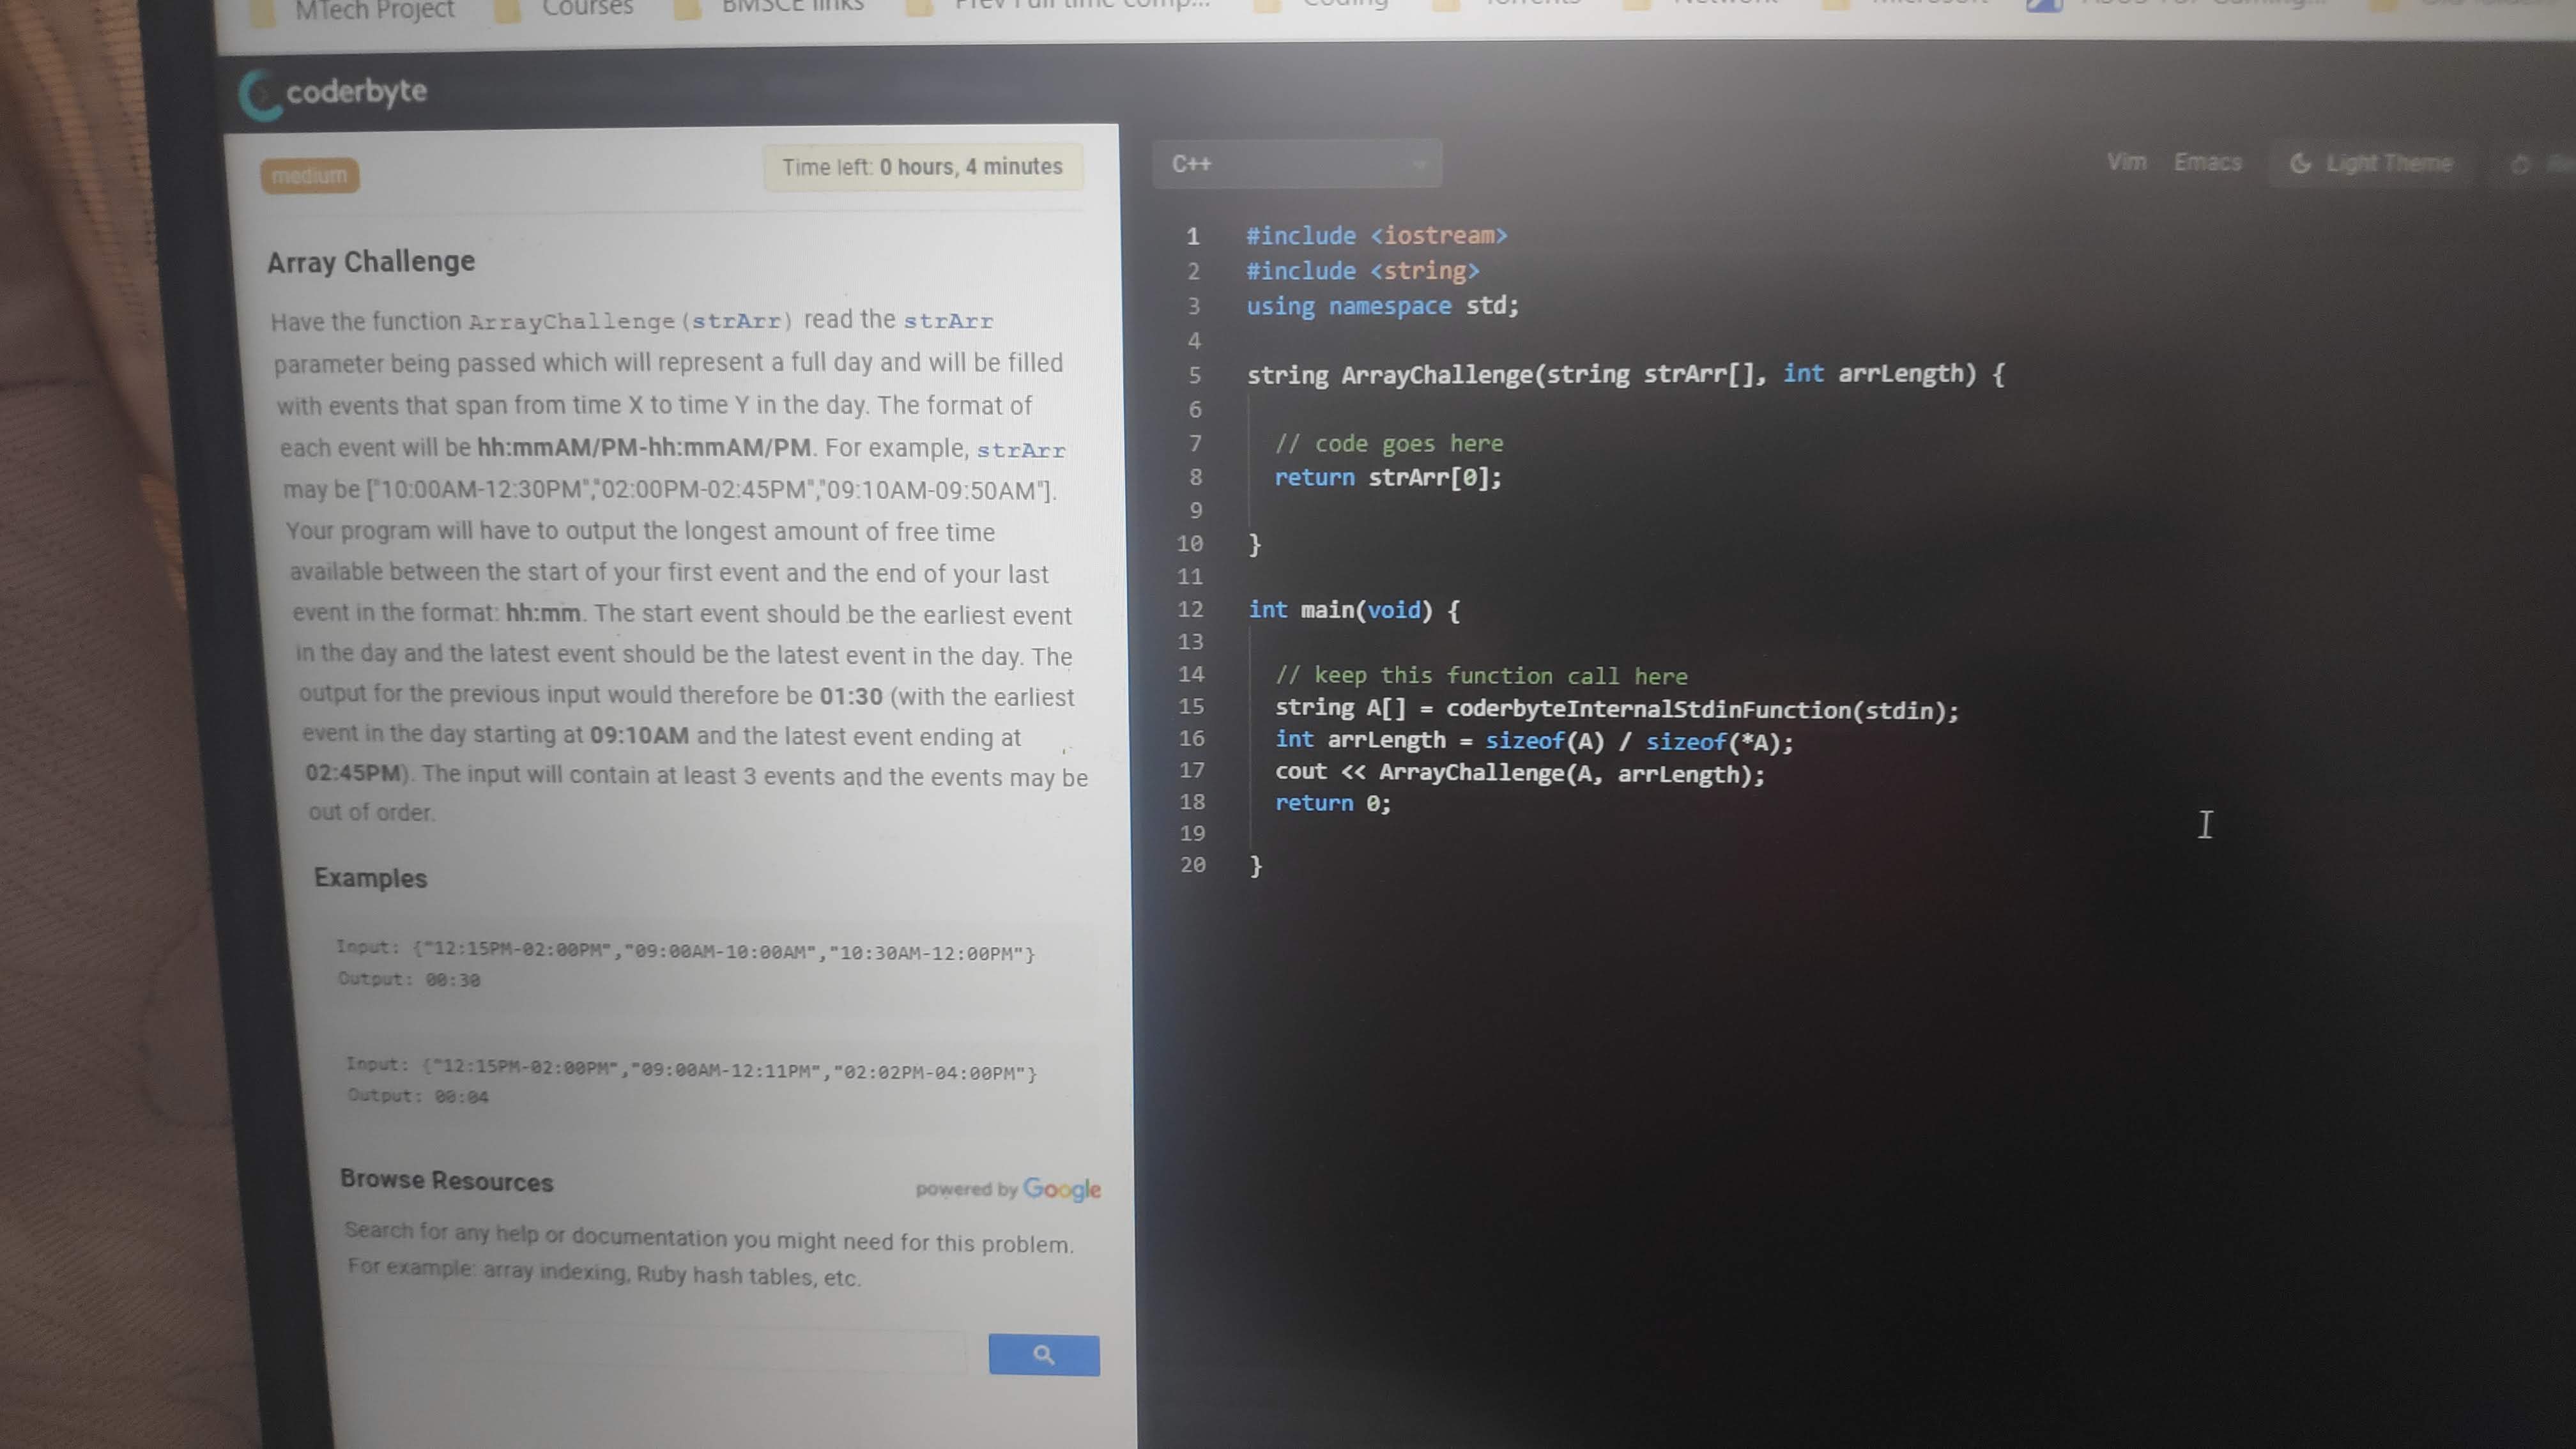 MTech Project
Courses
BMSCE links
Prev Full time comp...
Coding
Torrents
Network
Microsoft
coderbyte
medium
Time left: 0 hours, 4 minutes
Array Challenge
Have the function ArrayChallenge(strArr) read the strArr
parameter being passed which will represent a full day and will be filled
with events that span from time X to time Y in the day. The format of
each event will be hh:mmAM/PM-hh:mmAM/PM. For example, strArr
may be ["10:00AM-12:30PM","02:00PM-02:45PM","09:10AM-09:50AM"].
Your program will have to output the longest amount of free time
available between the start of your first event and the end of your last
event in the format: hh:mm. The start event should be the earliest event
in the day and the latest event should be the latest event in the day. The
output for the previous input would therefore be 01:30 (with the earliest
event in the day starting at 09:10AM and the latest event ending at
02:45PM). The input will contain at least 3 events and the events may be
out of order.
Examples
Input: {"12:15PM-02:00PM","09:00AM-10:00AM","10:30AM-12:00PM"}
Output: 00:30
Input: {"12:15PM-02:00PM","09:00AM-12:11PM","02:02PM-04:00PM"}
Output: 00:04
Browse Resources
powered by Google
Search for any help or documentation you might need for this problem.
For example: array indexing, Ruby hash tables, etc.
C++
Vim Emacs Light Theme
1 #include <iostream>
2 #include <string>
3 using namespace std;
4
5 string ArrayChallenge(string strArr[], int arrLength) {
6
7 // code goes here
8 return strArr[0];
9
10 }
11
12 int main(void) {
13
14 // keep this function call here
15 string A[] = coderbyteInternalStdinFunction(stdin);
16 int arrLength = sizeof(A) / sizeof(*A);
17 cout << ArrayChallenge(A, arrLength);
18 return 0;
19
20 }